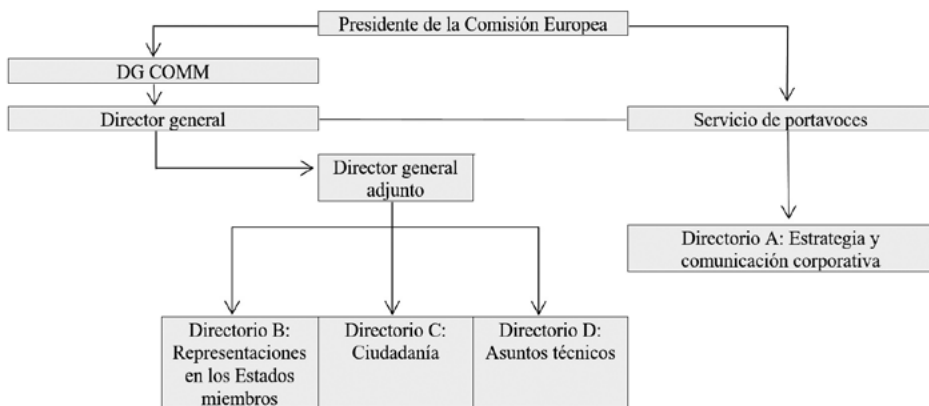 Presidente de la Comisión Europea
DG COMM
Director general
Servicio de portavoces
Director general
adjunto
Directorio A: Estrategia y
comunicación corporativa
Directorio B:
Representaciones
en los Estados
miembros
Directorio C:
Ciudadanía
Directorio D:
Asuntos técnicos